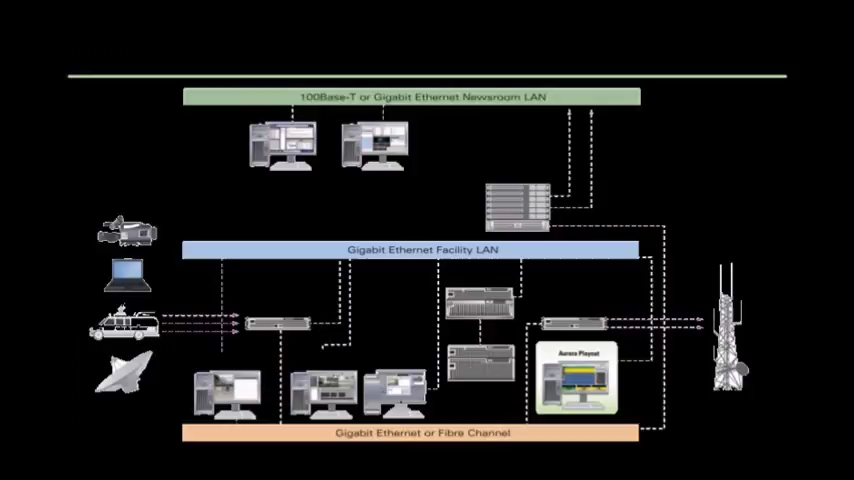 100Base-T or Gigabit Ethernet Newsroom LAN
Gigabit Ethernet Facility LAN
Aurora Playout
Gigabit Ethernet or Fibre Channel